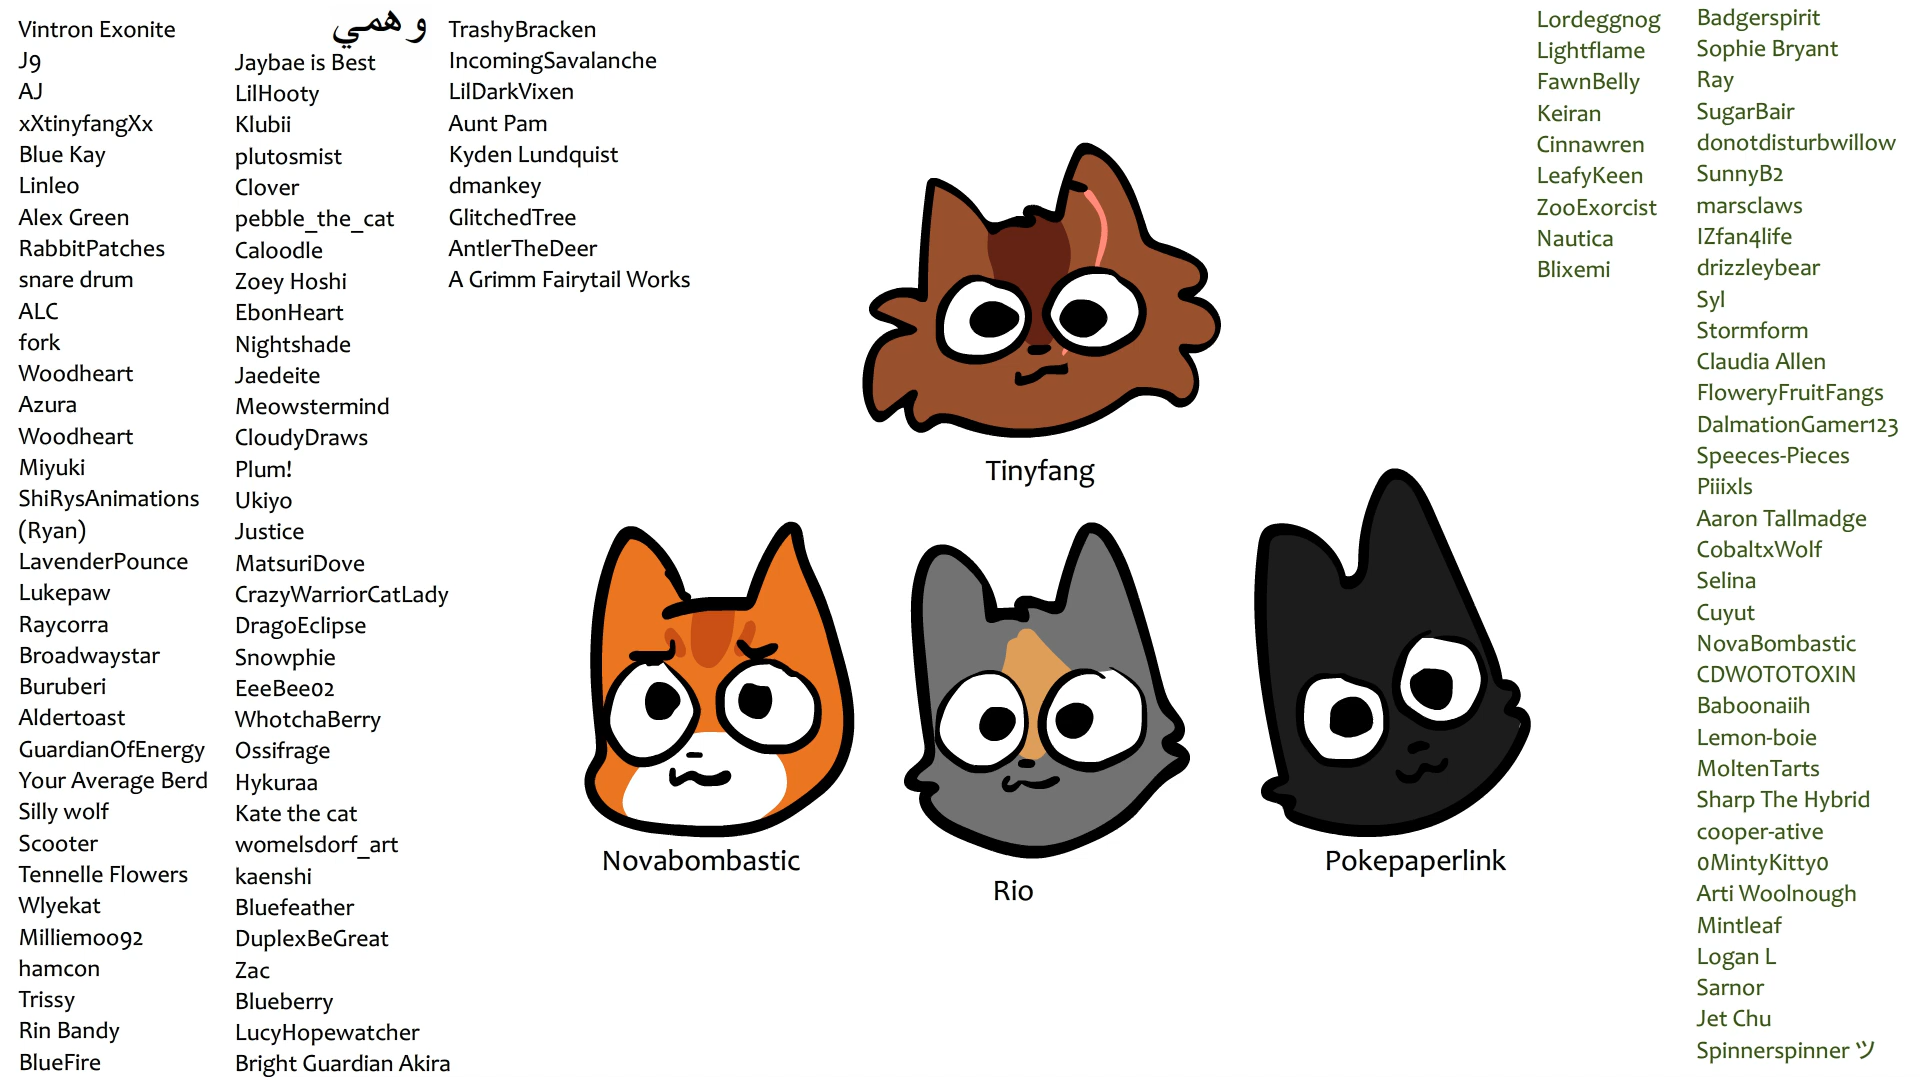 Vintron Exonite
J9
AJ
xXtinyfangXx
Blue Kay
Linleo
Alex Green
RabbitPatches
snare drum
ALC
fork
Woodheart
Azura
Woodheart
Miyuki
ShiRysAnimations
(Ryan)
LavenderPounce
Lukepaw
Raycorra
Broadwaystar
Buruberi
Aldertoast
GuardianOfEnergy
Your Average Berd
Silly wolf
Scooter
Tennelle Flowers
Wlyekat
Milliemoo92
hamcon
Trissy
Rin Bandy
BlueFire
وهمي
Jaybae is Best
LilHooty
Klubii
plutosmist
Clover
pebble_the_cat
Caloodle
Zoey Hoshi
EbonHeart
Nightshade
Jaedeite
Meowstermind
CloudyDraws
Plum!
Ukiyo
Justice
MatsuriDove
CrazyWarriorCatLady
DragoEclipse
Snowphie
EeeBee02
WhotchaBerry
Ossifrage
Hykuraa
Kate the cat
womelsdorf_art
kaenshi
Bluefeather
DuplexBeGreat
Zac
Blueberry
LucyHopewatcher
Bright Guardian Akira
TrashyBracken
IncomingSavalanche
LilDarkVixen
Aunt Pam
Kyden Lundquist
dmankey
GlitchedTree
AntlerTheDeer
A Grimm Fairytail Works
Tinyfang
Novabombastic
Rio
Pokepaperlink
Lordeggnog
Lightflame
FawnBelly
Keiran
Cinnawren
LeafyKeen
ZooExorcist
Nautica
Blixemi
Badgerspirit
Sophie Bryant
Ray
SugarBair
donotdisturbwillow
SunnyB2
marsclaws
IZfan4life
drizzleybear
Syl
Stormform
Claudia Allen
FloweryFruitFangs
DalmationGamer123
Speeces-Pieces
Piiixls
Aaron Tallmadge
CobaltxWolf
Selina
Cuyut
NovaBombastic
CDWOTOTOXIN
Baboonaiih
Lemon-boie
MoltenTarts
Sharp The Hybrid
cooper-ative
0MintyKitty0
Arti Woolnough
Mintleaf
Logan L
Sarnor
Jet Chu
Spinnerspinner ツ